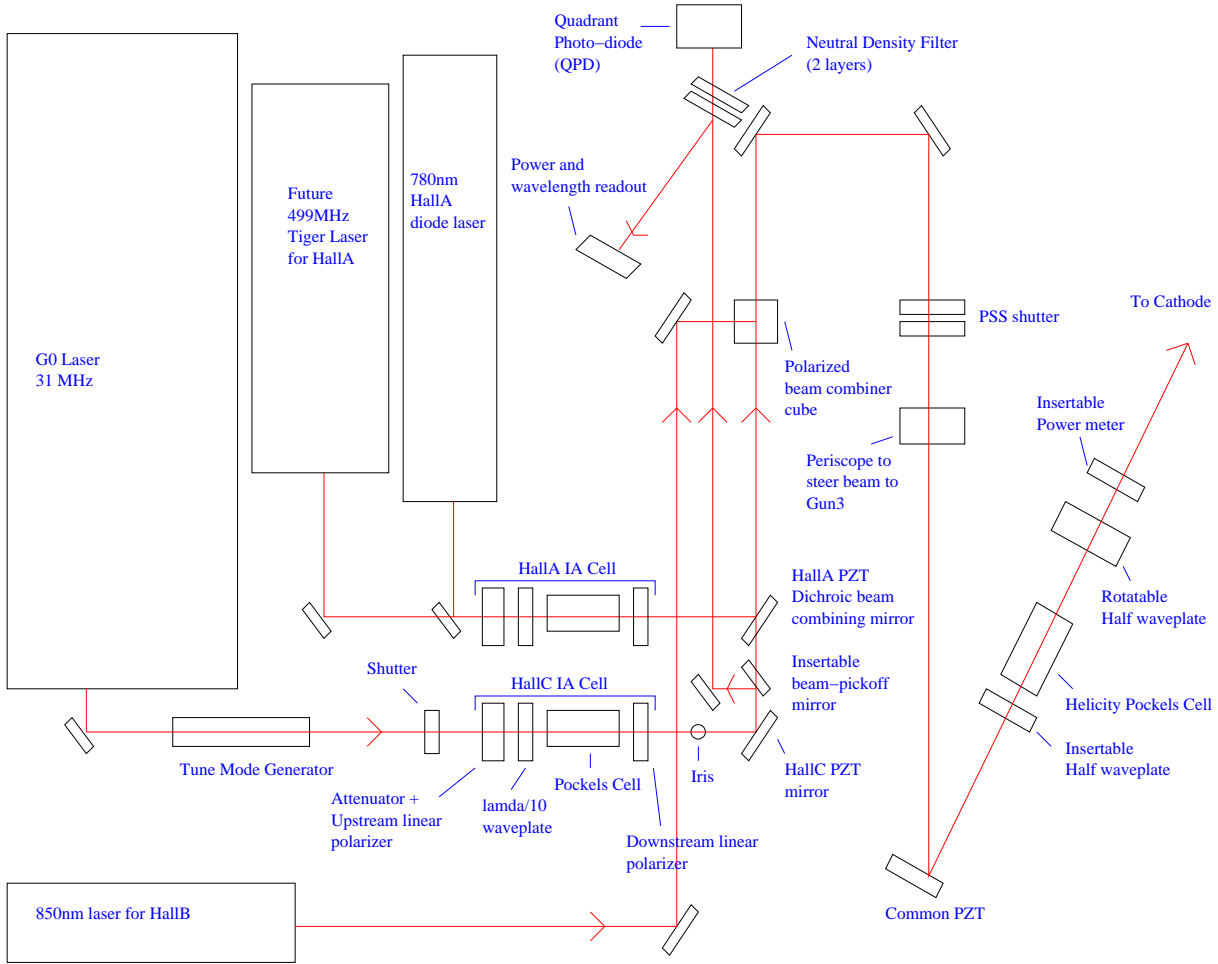 Quadrant
Photo−diode
(QPD)
Neutral Density Filter
(2 layers)
Power and
wavelength readout
780nm
HallA
diode laser
Future
499MHz
Tiger Laser
for HallA
G0 Laser
31 MHz
To Cathode
PSS shutter
Polarized
beam combiner
cube
Insertable
Power meter
Periscope to
steer beam to
Gun3
HallA IA Cell
HallA PZT
Dichroic beam
combining mirror
Rotatable
Half waveplate
Shutter
HallC IA Cell
Insertable
beam−pickoff
mirror
Helicity Pockels Cell
Insertable
Half waveplate
Tune Mode Generator
Pockels Cell
Iris
HallC PZT
mirror
Attenuator +
Upstream linear
polarizer
lamda/10
waveplate
Downstream linear
polarizer
850nm laser for HallB
Common PZT